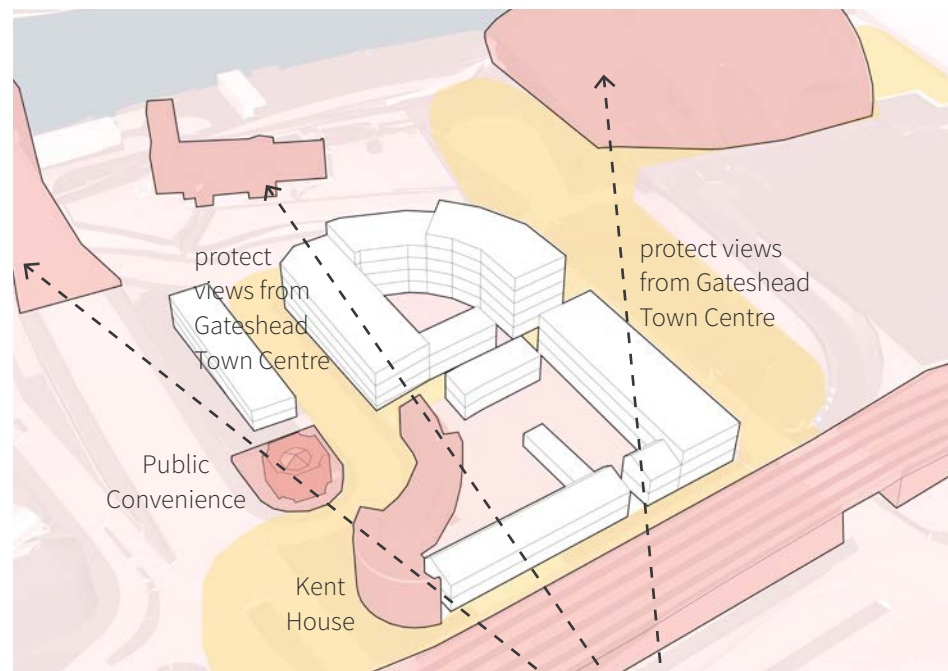 protect
views from
Gateshead
Town Centre
protect views
from Gateshead
Town Centre
Public
Convenience
Kent
House